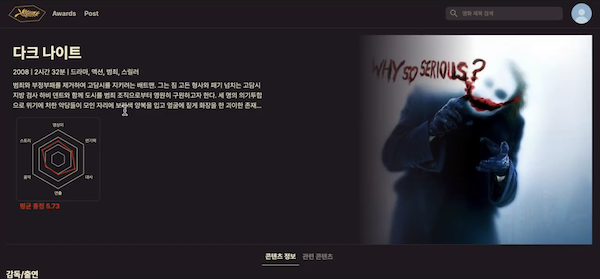 Awards Post
영화 제목 검색
다크 나이트
2008 | 2시간 32분 | 드라마, 액션, 범죄, 스릴러
범죄와 부정부패를 제거하여 고담시를 지키려는 배트맨. 그는 짐 고든 형사와 패기 넘치는 고담시
지방 검사 하비 덴트와 함께 도시를 범죄 조직으로부터 영원히 구원하고자 한다. 세 명의 의기투합
으로 위기에 처한 악당들이 모인 자리에 보라색 양복을 입고 얼굴에 짙게 화장을 한 괴이한 존재...
WHY SO SERIOUS?
영상미
스토리
연기력
음악
대사
연출
평균 총점 5.73
콘텐츠 정보 관련 콘텐츠
감독/출연